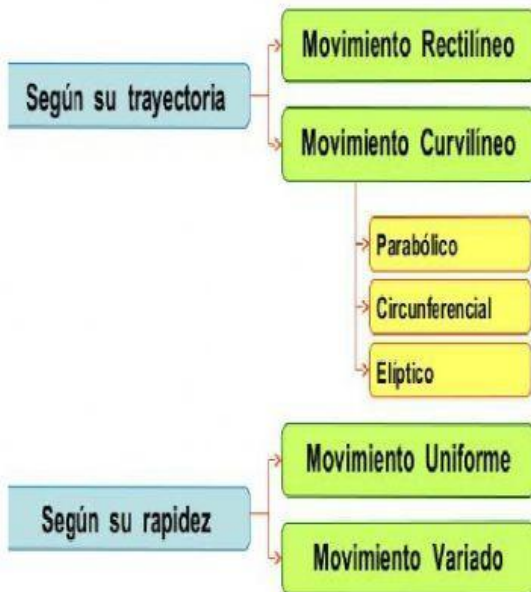 Según su trayectoria
Movimiento Rectilíneo
Movimiento Curvilíneo
Parabólico
Circunferencial
Elíptico
Según su rapidez
Movimiento Uniforme
Movimiento Variado